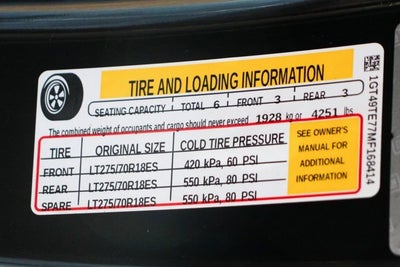 TIRE AND LOADING INFORMATION
SEATING CAPACITY TOTAL 6 FRONT 3 REAR 3
The combined weight of occupants and cargo should never exceed 1928 kg or 4251 lbs
TIRE ORIGINAL SIZE COLD TIRE PRESSURE
FRONT LT275/70R18ES 420 kPa, 60 PSI
REAR LT275/70R18ES 550 kPa, 80 PSI
SPARE LT275/70R18ES 550 kPa, 80 PSI
SEE OWNER'S
MANUAL FOR
ADDITIONAL
INFORMATION
1GT49TE77MF168414